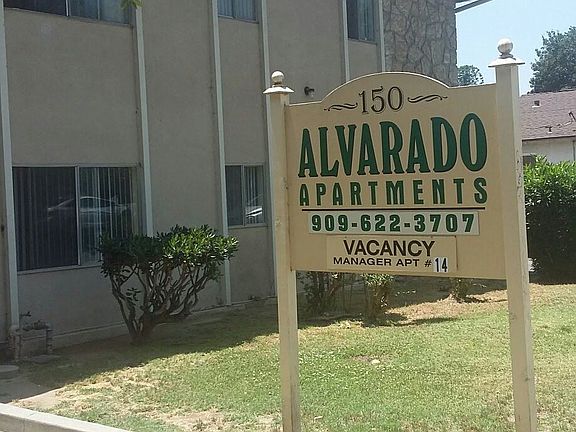 150
ALVARADO
APARTMENTS
909-622-3707
VACANCY
MANAGER APT # 14